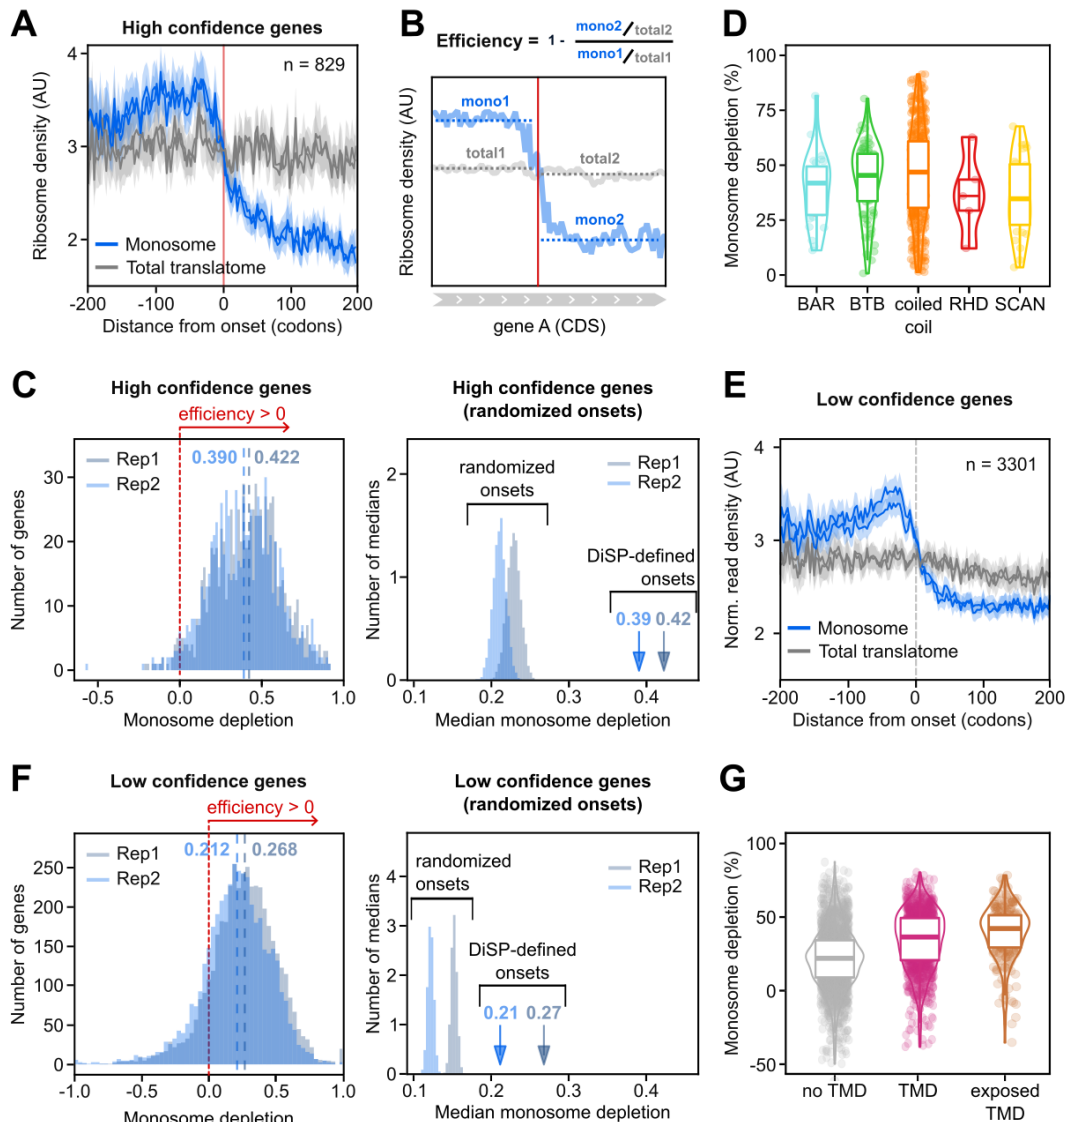 A
High confidence genes
n = 829
Ribosome density (AU)
4
3
2
Monosome
Total translatome
-200
-100
0
100
200
Distance from onset (codons)
B
Efficiency = 1 - mono2/total2
mono1/total1
Ribosome density (AU)
mono1
total1
total2
mono2
gene A (CDS)
D
Monosome depletion (%)
100
75
50
25
0
BAR
BTB
coiled
coil
RHD
SCAN
C
High confidence genes
efficiency > 0
Rep1
Rep2
0.390
0.422
Number of genes
30
20
10
0
-0.5
0.0
0.5
1.0
Monosome depletion
High confidence genes
(randomized onsets)
randomized
onsets
Rep1
Rep2
DiSP-defined
onsets
0.39
0.42
Number of medians
2
1
0
0.1
0.2
0.3
0.4
Median monosome depletion
E
Low confidence genes
n = 3301
Norm. read density (AU)
4
3
2
Monosome
Total translatome
-200
-100
0
100
200
Distance from onset (codons)
F
Low confidence genes
efficiency > 0
Rep1
Rep2
0.212
0.268
Number of genes
250
200
150
100
50
0
-1.0
-0.5
0.0
0.5
1.0
Monosome depletion
Low confidence genes
(randomized onsets)
randomized
onsets
Rep1
Rep2
DiSP-defined
onsets
0.21
0.27
Number of medians
4
3
2
1
0
0.1
0.2
0.3
0.4
Median monosome depletion
G
Monosome depletion (%)
100
50
0
-50
no TMD
TMD
exposed
TMD